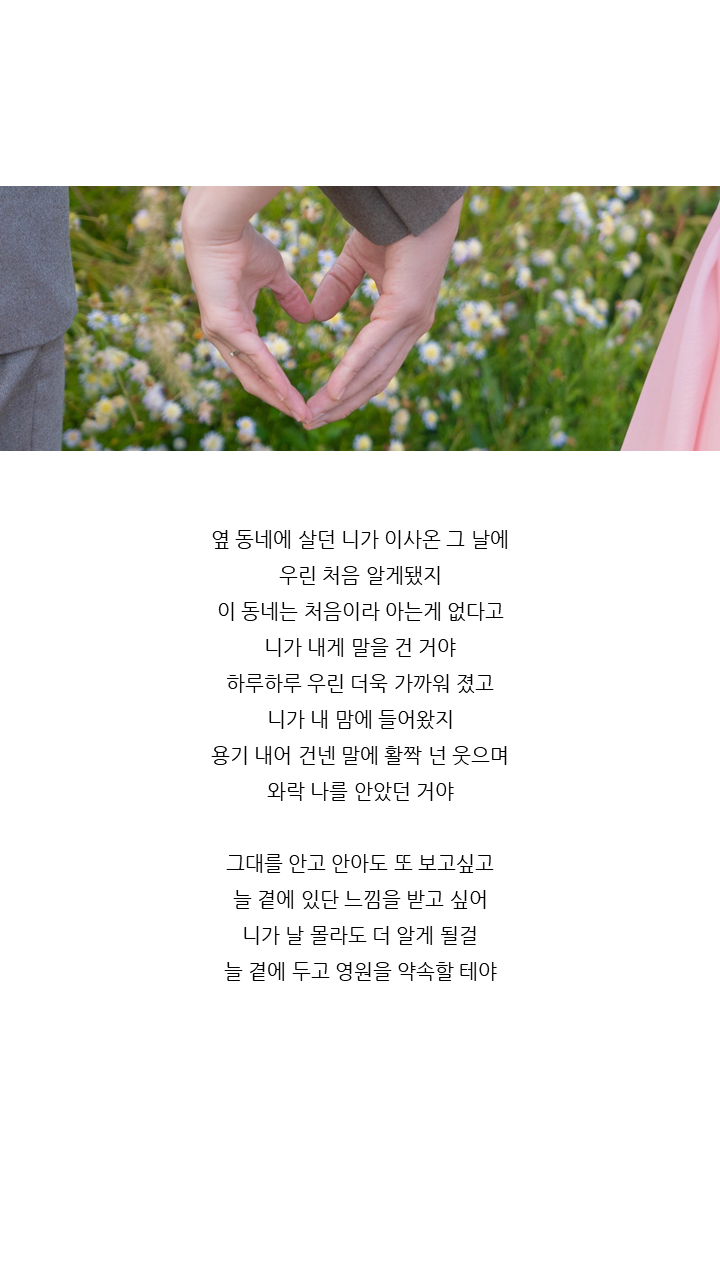 옆 동네에 살던 니가 이사온 그 날에
우린 처음 알게됐지
이 동네는 처음이라 아는게 없다고
니가 내게 말을 건 거야
하루하루 우린 더욱 가까워 졌고
니가 내 맘에 들어왔지
용기 내어 건넨 말에 활짝 넌 웃으며
와락 나를 안았던 거야
그대를 안고 안아도 또 보고싶고
늘 곁에 있단 느낌을 받고 싶어
니가 날 몰라도 더 알게 될걸
늘 곁에 두고 영원을 약속할 테야